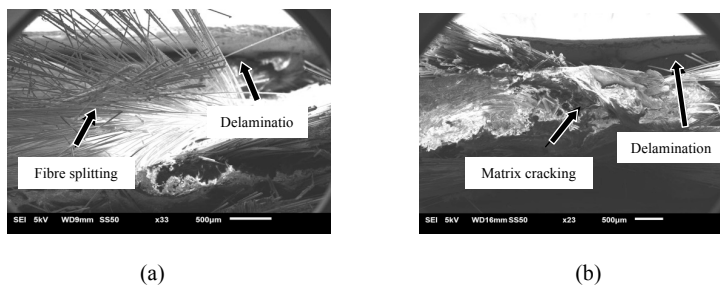 Delaminatio
Fibre splitting
SEI 5kV WD9mm SS50 x33 500µm
(a)
Delamination
Matrix cracking
SEI 5kV WD16mm SS50 x23 500µm
(b)